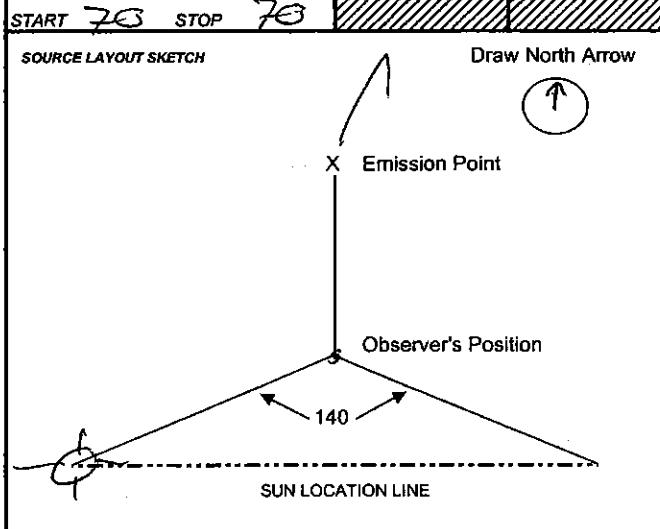 START 70 STOP 70
SOURCE LAYOUT SKETCH
Draw North Arrow
X Emission Point
Observer's Position
140
SUN LOCATION LINE